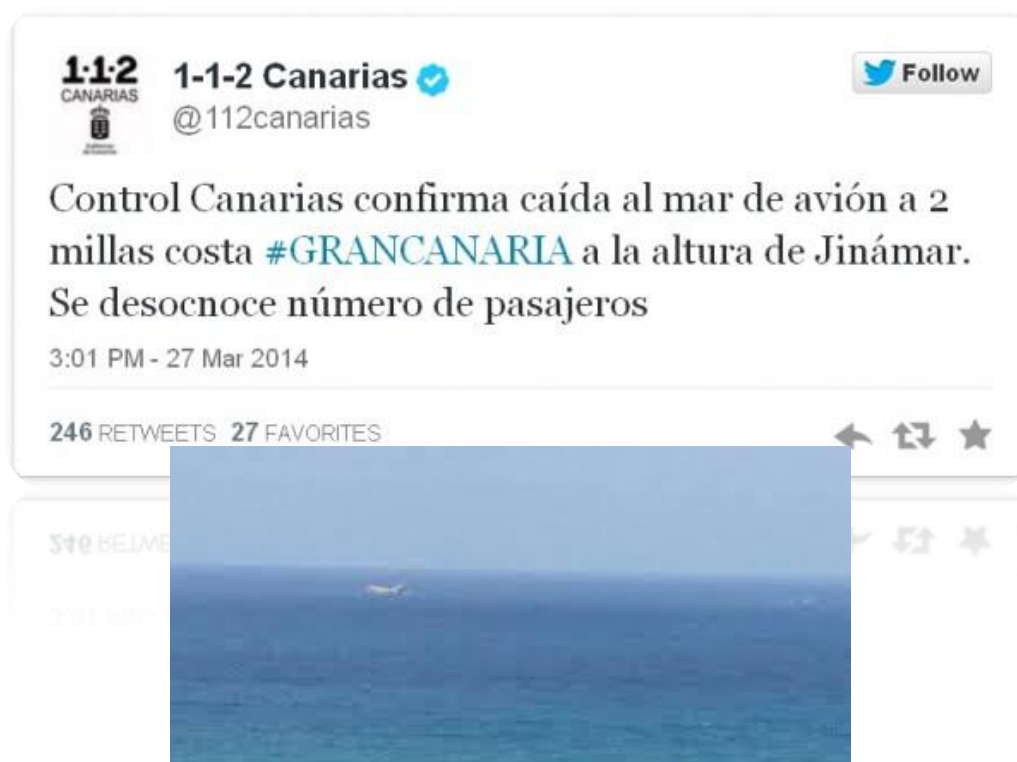 1·1·2
CANARIAS
1-1-2 Canarias
@112canarias
Follow
Control Canarias confirma caída al mar de avión a 2
millas costa #GRANCANARIA a la altura de Jinámar.
Se desocnoce número de pasajeros
3:01 PM - 27 Mar 2014
246 RETWEETS 27 FAVORITES